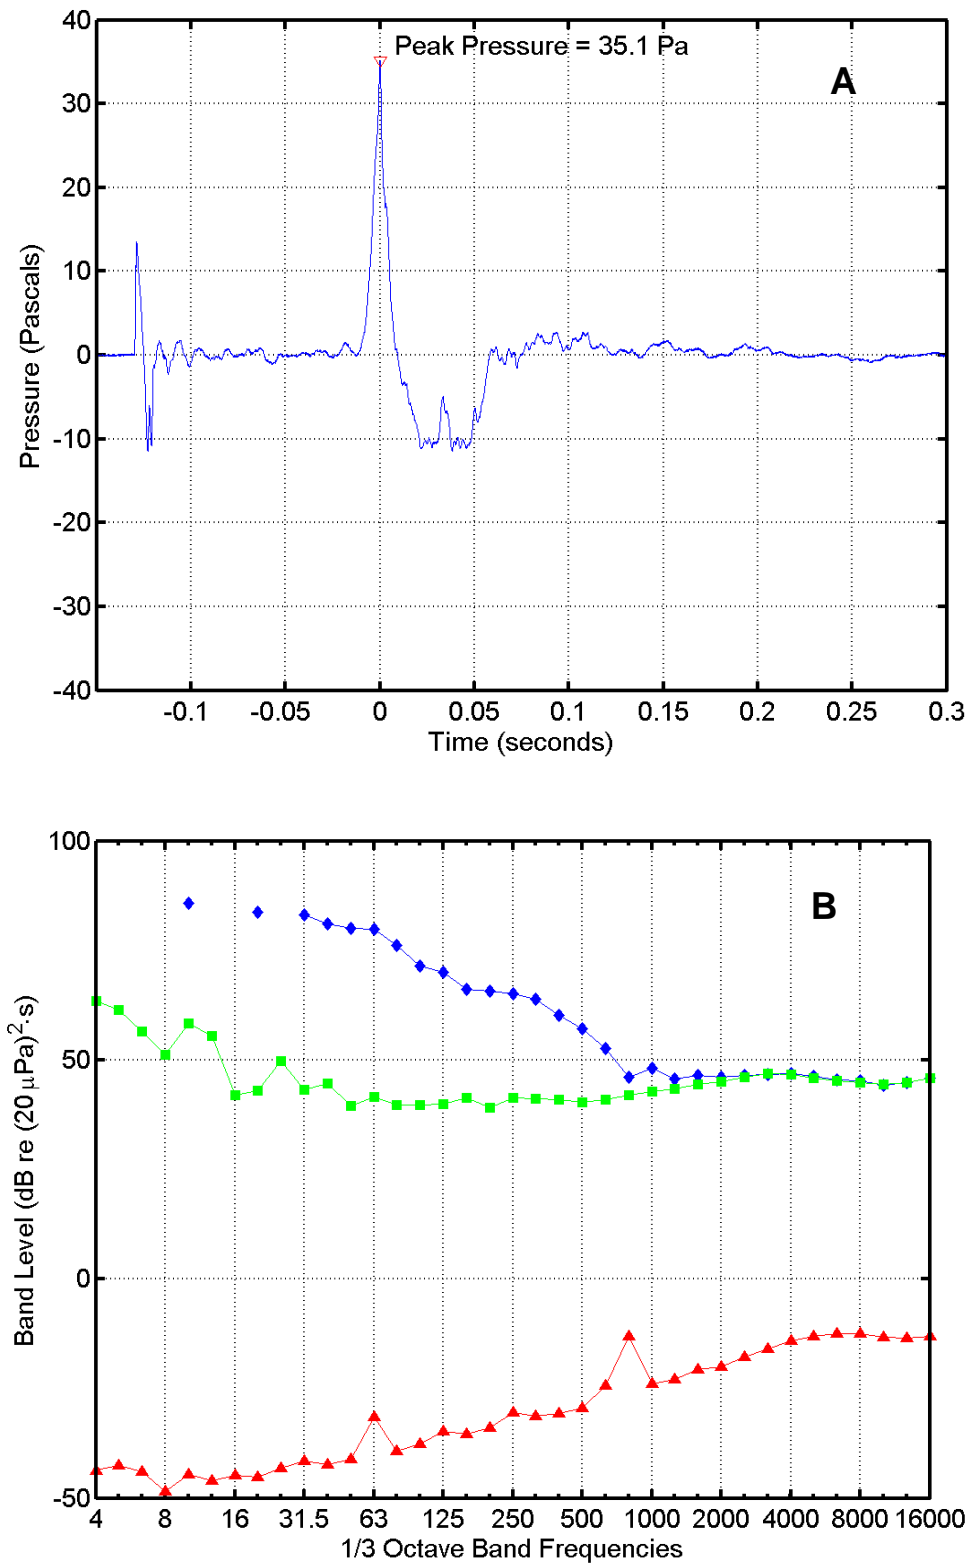 40
Peak Pressure = 35.1 Pa
A
30
20
10
0
-10
-20
-30
-40
Pressure (Pascals)
-0.1 -0.05 0 0.05 0.1 0.15 0.2 0.25 0.3
Time (seconds)
100
B
50
0
-50
Band Level (dB re (20 μPa)²·s)
4 8 16 31.5 63 125 250 500 1000 2000 4000 8000 16000
1/3 Octave Band Frequencies